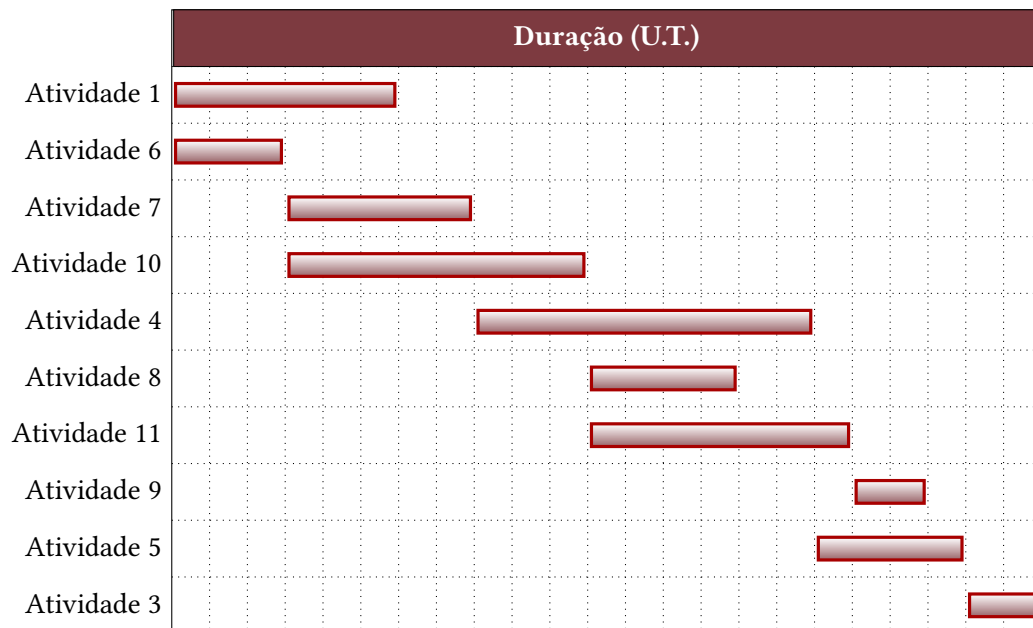 Duração (U.T.)
Atividade 1
Atividade 6
Atividade 7
Atividade 10
Atividade 4
Atividade 8
Atividade 11
Atividade 9
Atividade 5
Atividade 3